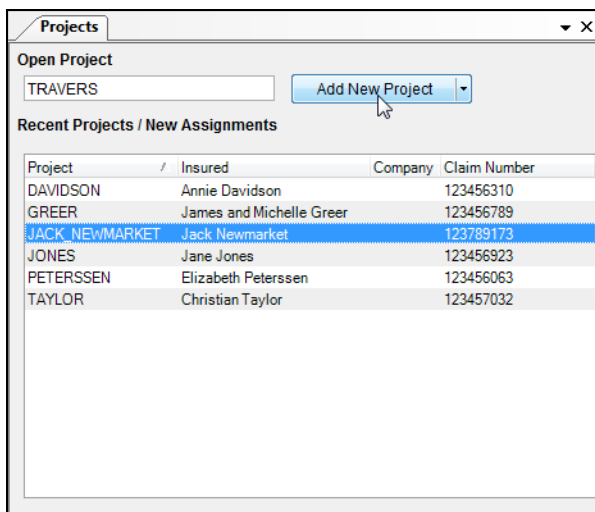 Projects
Open Project
TRAVERS Add New Project
Recent Projects / New Assignments
Project Insured Company Claim Number
DAVIDSON Annie Davidson 123456310
GREER James and Michelle Greer 123456789
JACK_NEWMARKET Jack Newmarket 123789173
JONES Jane Jones 123456923
PETERSSEN Elizabeth Peterssen 123456063
TAYLOR Christian Taylor 123457032